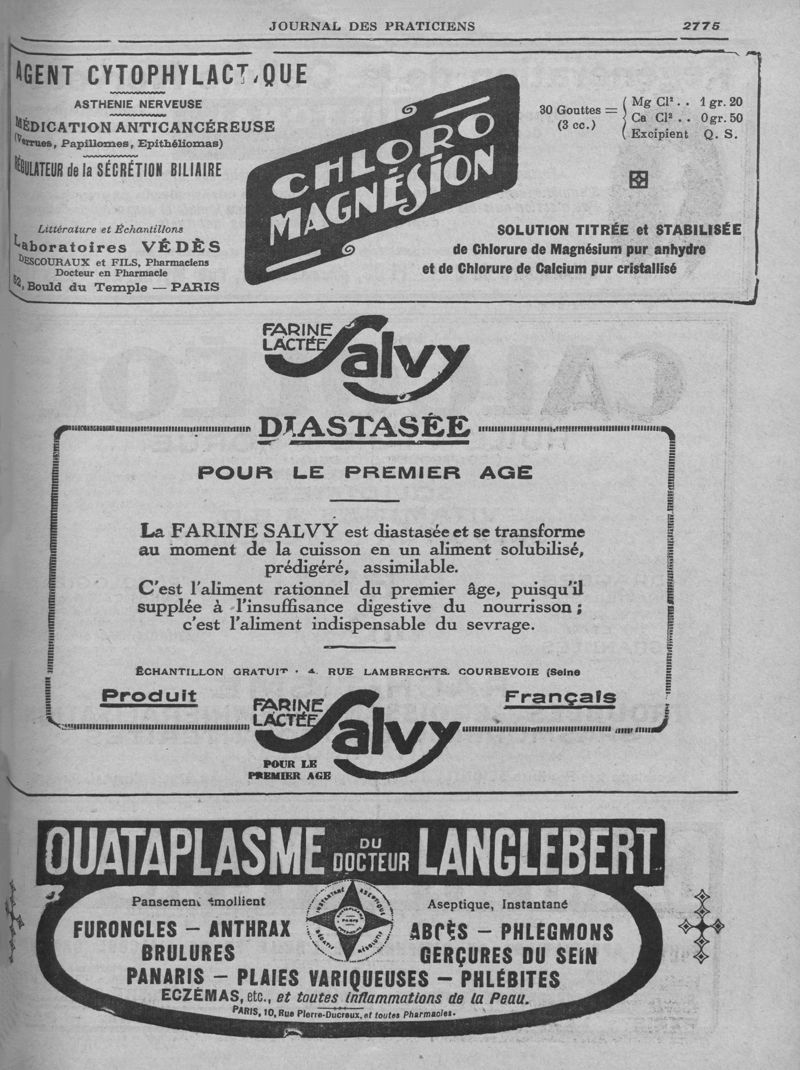 JOURNAL DES PRATICIENS 2775
AGENT CYTOPHYLACTIQUE
ASTHENIE NERVEUSE
MÉDICATION ANTICANCÉREUSE
(Verrues, Papillomes, Epithéliomas)
RÉGULATEUR de la SÉCRÉTION BILIAIRE
Littérature et Échantillons
Laboratoires VÉDÈS
DESCOURAUX et FILS, Pharmaciens
Docteur en Pharmacie
52, Bould du Temple — PARIS
CHLORO
MAGNÉSION
30 Gouttes =
(3 cc.)
Mg Cl² . . 1 gr. 20
Ca Cl² . . 0 gr. 50
Excipient Q. S.
SOLUTION TITRÉE et STABILISÉE
de Chlorure de Magnésium pur anhydre
et de Chlorure de Calcium pur cristallisé
FARINE
LACTÉE
Salvy
DIASTASÉE
POUR LE PREMIER AGE
La FARINE SALVY est diastasée et se transforme
au moment de la cuisson en un aliment solubilisé,
prédigéré, assimilable.
C'est l'aliment rationnel du premier âge, puisqu'il
supplée à l'insuffisance digestive du nourrisson ;
c'est l'aliment indispensable du sevrage.
ÉCHANTILLON GRATUIT · 4, RUE LAMBRECHTS. COURBEVOIE (Seine
Produit Français
FARINE
LACTÉE
Salvy
POUR LE
PREMIER AGE
OUATAPLASME DU DOCTEUR LANGLEBERT
Pansement émollient
Aseptique, Instantané
INSTANTANÉ ASEPTIQUE
RÉSOLUTIF
FURONCLES — ANTHRAX
ABCÈS — PHLEGMONS
BRULURES
GERÇURES DU SEIN
PANARIS — PLAIES VARIQUEUSES — PHLÉBITES
ECZÉMAS, etc., et toutes inflammations de la Peau.
PARIS, 10, Rue Pierre-Ducreux, et toutes Pharmacies.